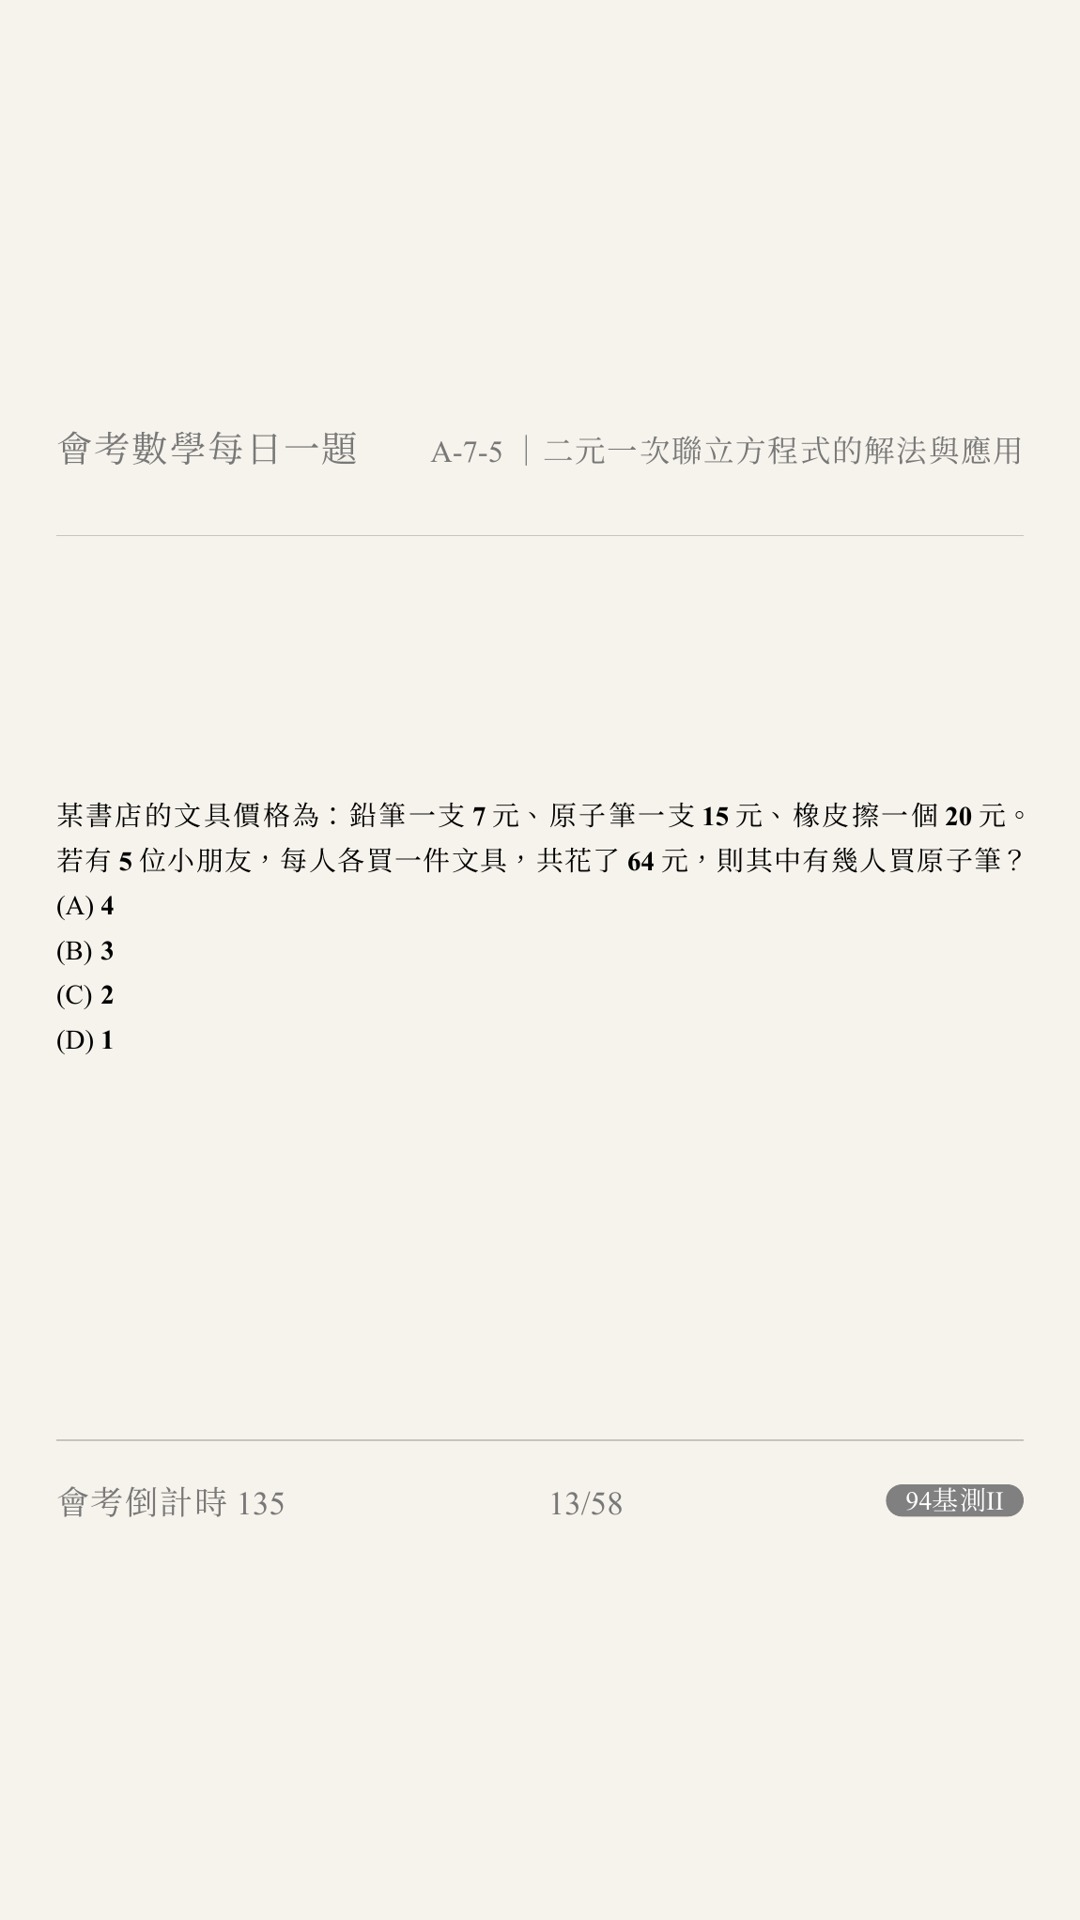 會考數學每日一題
A-7-5｜二元一次聯立方程式的解法與應用
某書店的文具價格為：鉛筆一支 7 元、原子筆一支 15 元、橡皮擦一個 20 元。
若有 5 位小朋友，每人各買一件文具，共花了 64 元，則其中有幾人買原子筆？
(A) 4
(B) 3
(C) 2
(D) 1
會考倒計時 135
13/58
94基測II